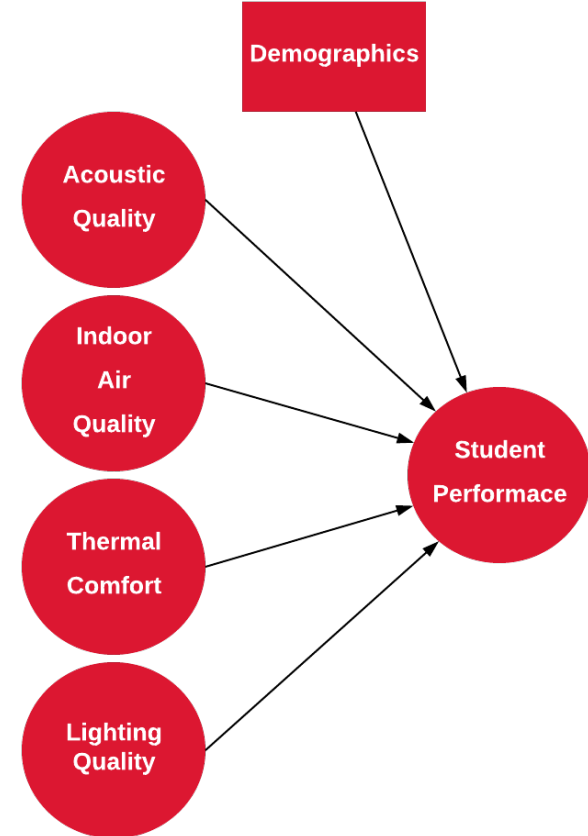 Demographics
Acoustic
Quality
Indoor
Air
Quality
Thermal
Comfort
Lighting
Quality
Student
Performace